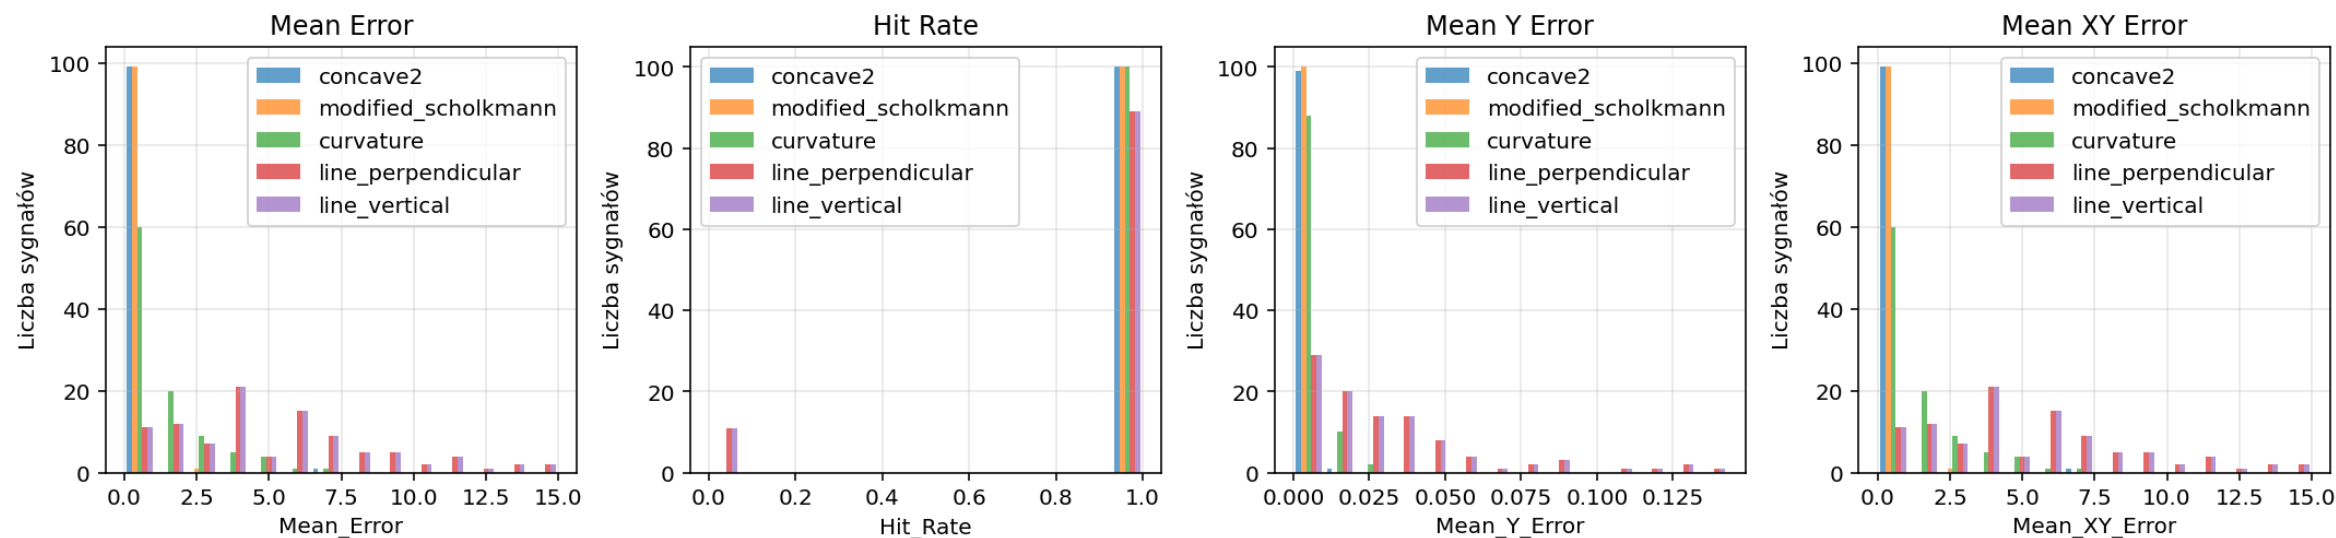 Mean Error
Liczba sygnałów
100
80
60
40
20
0
concave2
modified_scholkmann
curvature
line_perpendicular
line_vertical
0.0 2.5 5.0 7.5 10.0 12.5 15.0
Mean_Error
Hit Rate
Liczba sygnałów
100
80
60
40
20
0
concave2
modified_scholkmann
curvature
line_perpendicular
line_vertical
0.0 0.2 0.4 0.6 0.8 1.0
Hit_Rate
Mean Y Error
Liczba sygnałów
100
80
60
40
20
0
concave2
modified_scholkmann
curvature
line_perpendicular
line_vertical
0.000 0.025 0.050 0.075 0.100 0.125
Mean_Y_Error
Mean XY Error
Liczba sygnałów
100
80
60
40
20
0
concave2
modified_scholkmann
curvature
line_perpendicular
line_vertical
0.0 2.5 5.0 7.5 10.0 12.5 15.0
Mean_XY_Error